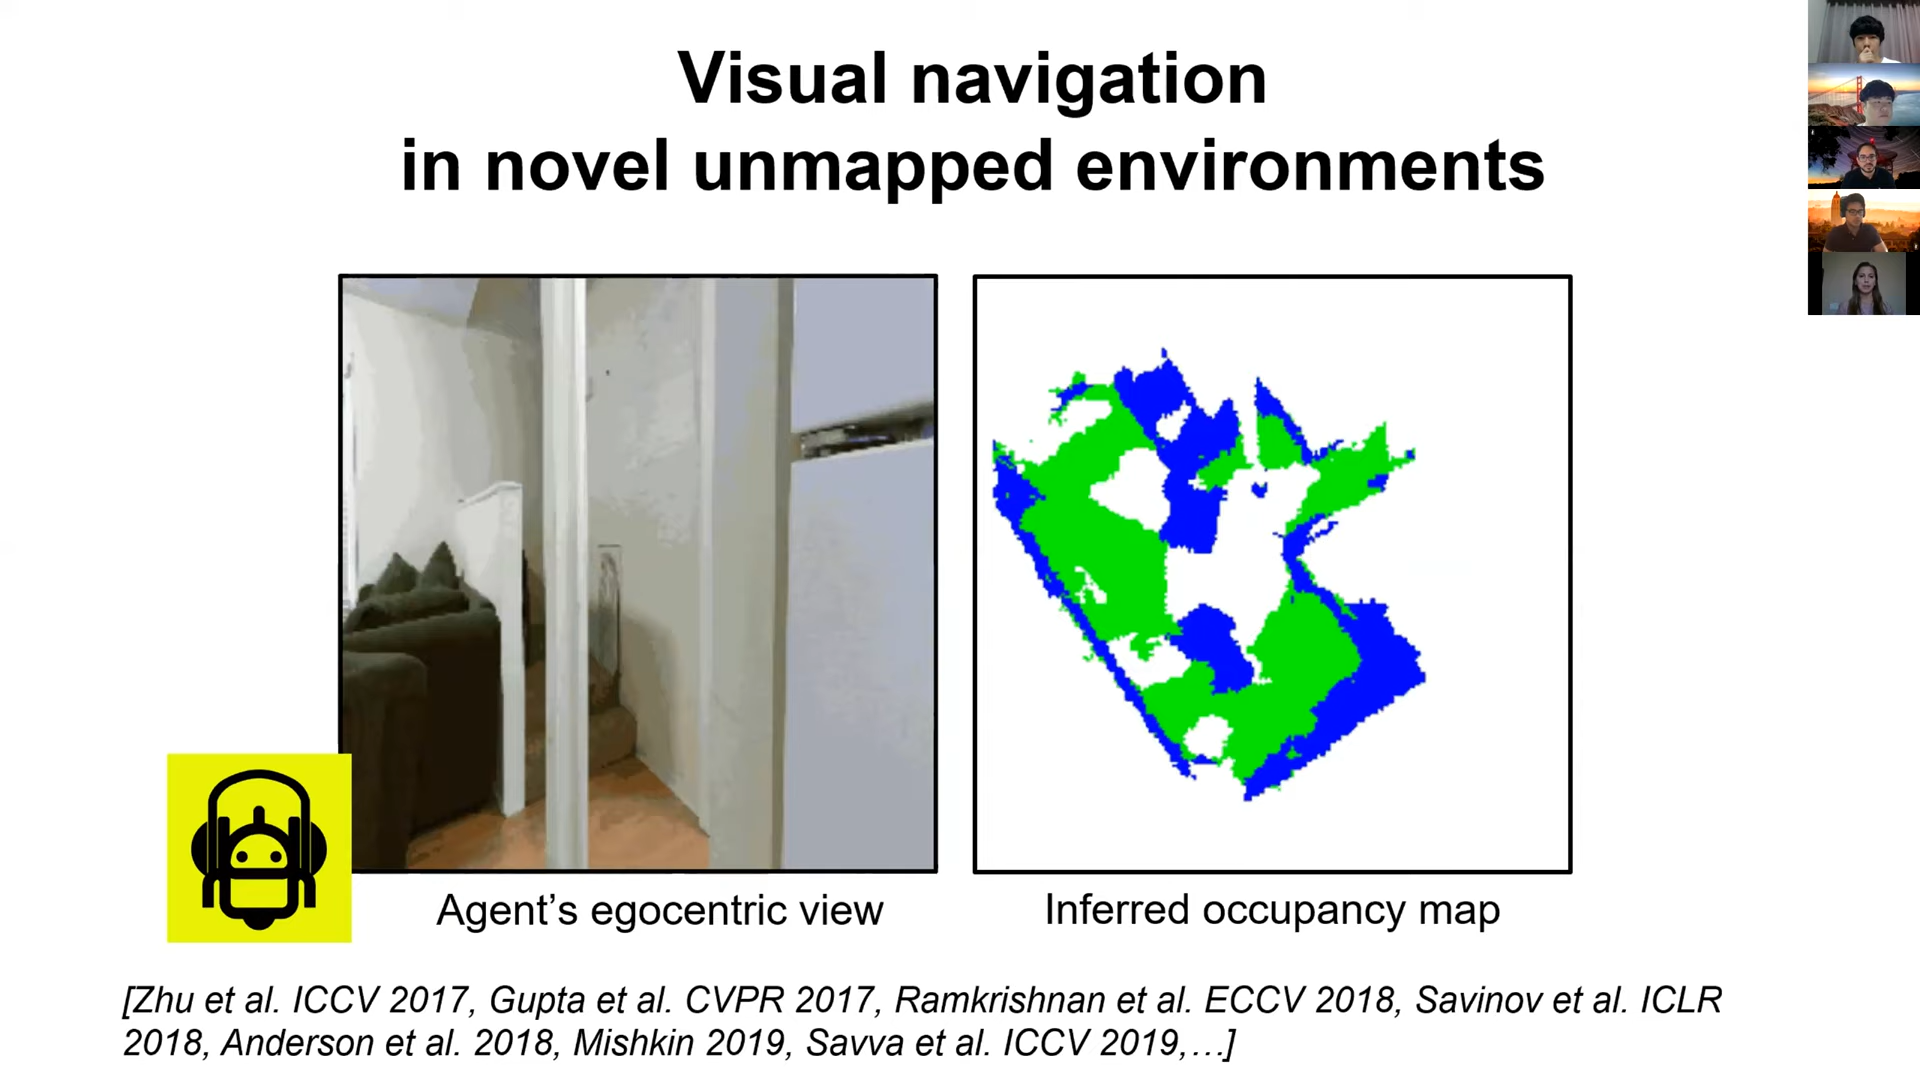 Visual navigation
in novel unmapped environments
Agent's egocentric view
Inferred occupancy map
[Zhu et al. ICCV 2017, Gupta et al. CVPR 2017, Ramkrishnan et al. ECCV 2018, Savinov et al. ICLR
2018, Anderson et al. 2018, Mishkin 2019, Savva et al. ICCV 2019,…]